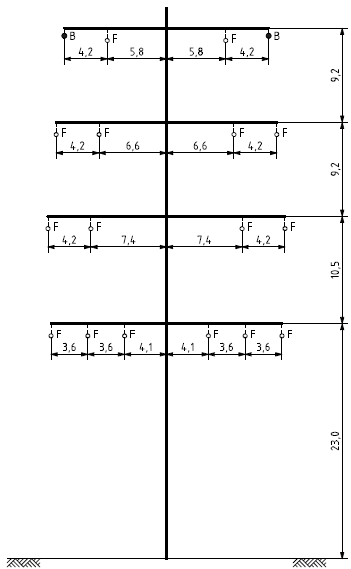 B F F B
4,2 5,8 5,8 4,2
9,2
F F F F
4,2 6,6 6,6 4,2
9,2
F F F F
4,2 7,4 7,4 4,2
10,5
F F F F F F
3,6 3,6 4,1 4,1 3,6 3,6
23,0